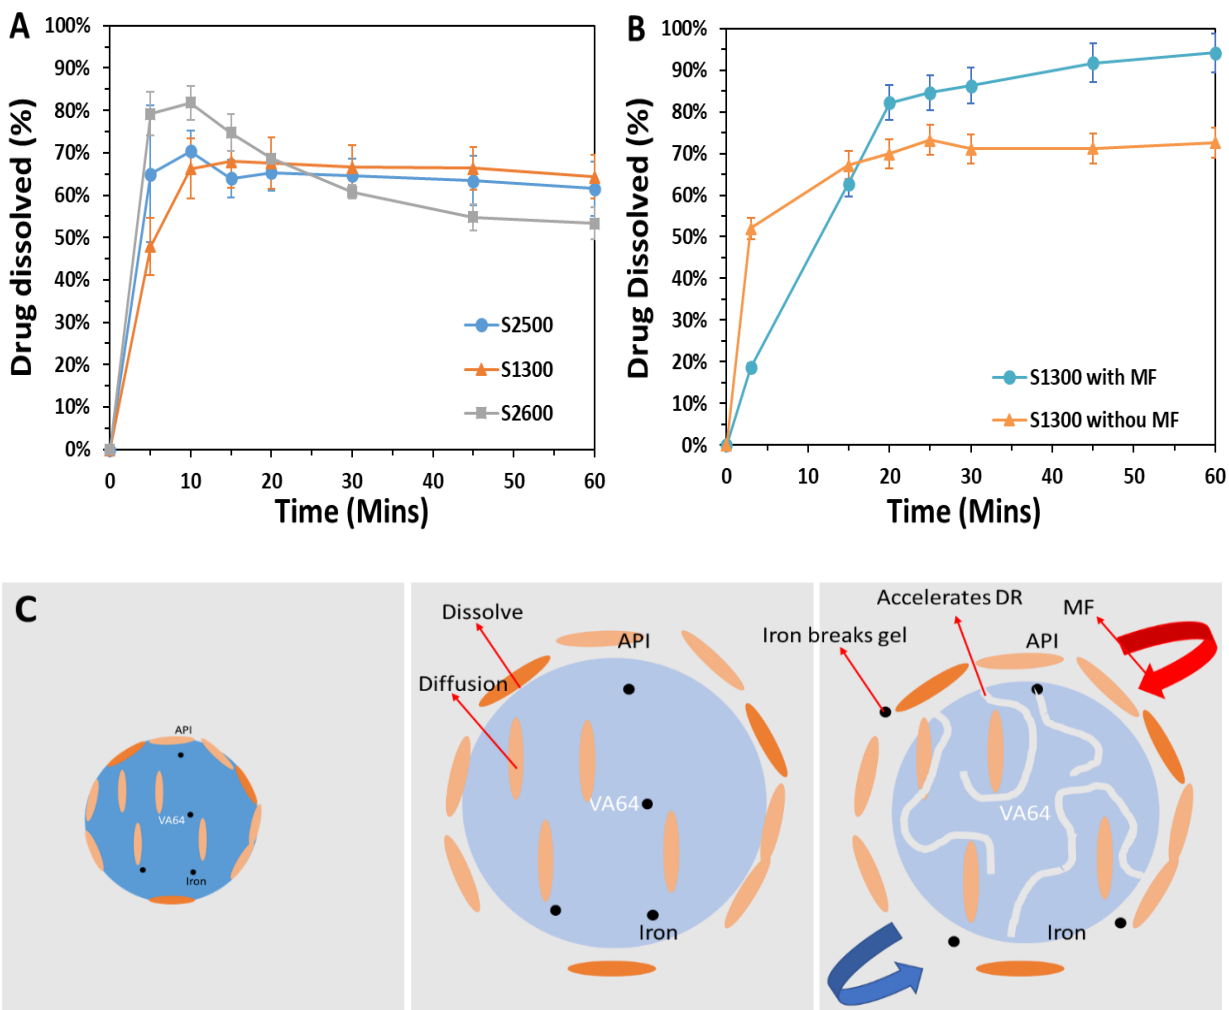 A
100%
90%
80%
70%
60%
50%
40%
30%
20%
10%
0%
Drug dissolved (%)
S2500
S1300
S2600
0 10 20 30 40 50 60
Time (Mins)
B
100%
90%
80%
70%
60%
50%
40%
30%
20%
10%
0%
Drug Dissolved (%)
S1300 with MF
S1300 withou MF
0 10 20 30 40 50 60
Time (Mins)
C
API
VA64
Iron
Dissolve
API
Diffusion
VA64
Iron
Accelerates DR
MF
Iron breaks gel
API
VA64
Iron